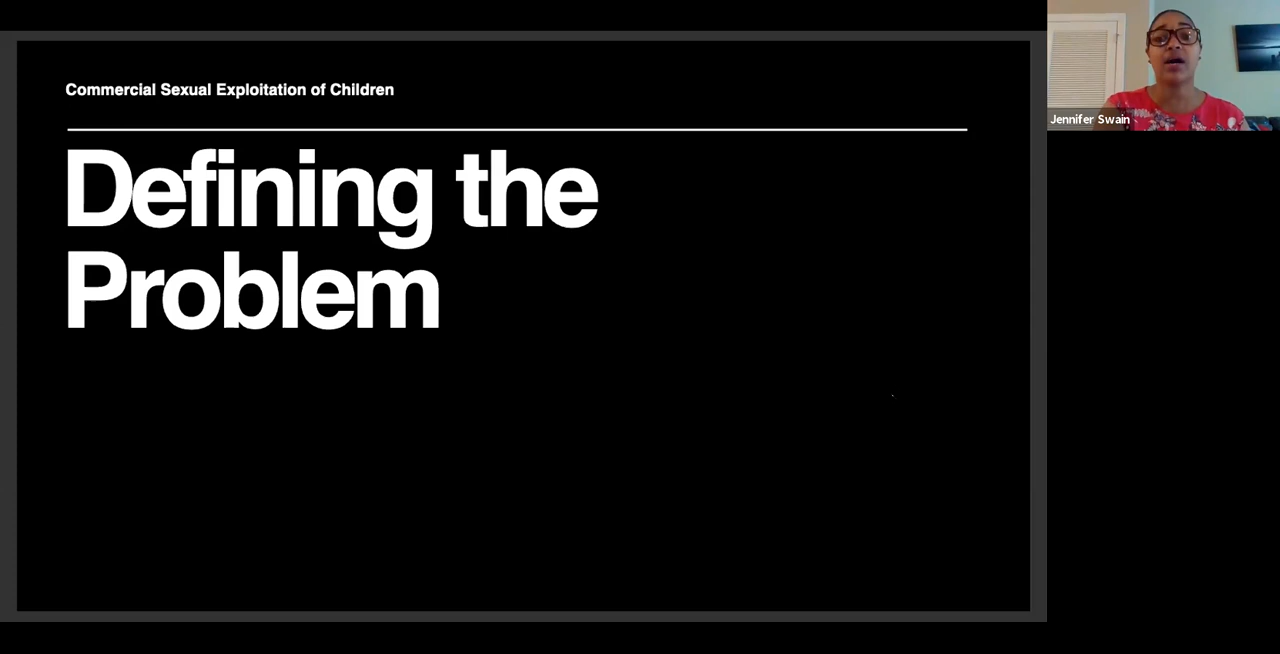 Commercial Sexual Exploitation of Children
Defining the
Problem
Jennifer Swain